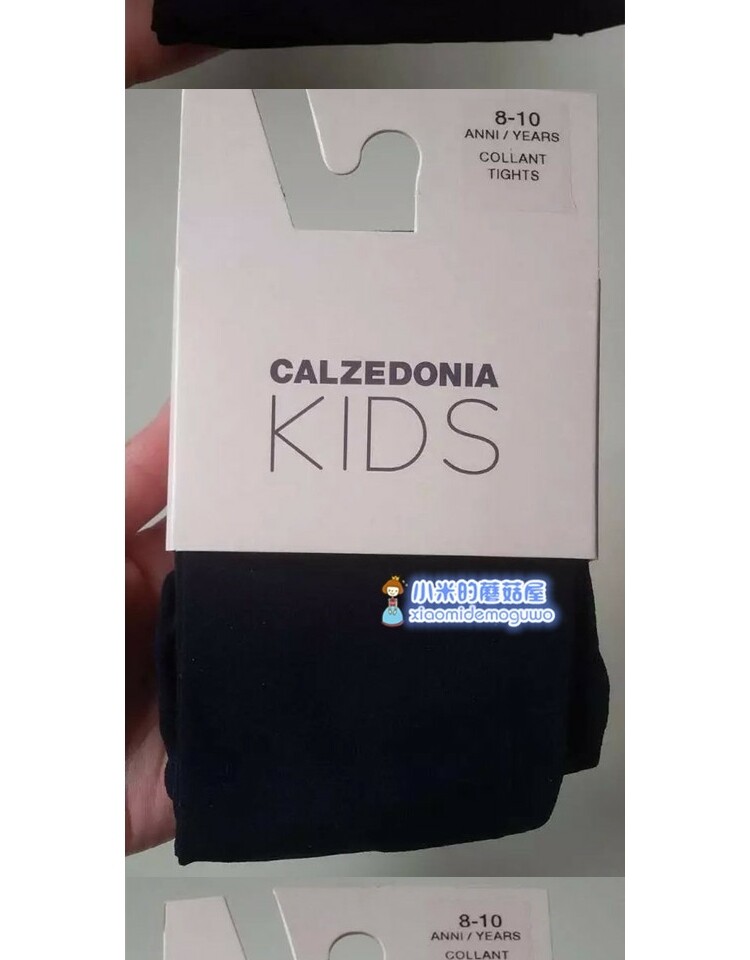 8-10
ANNI / YEARS
COLLANT
TIGHTS
CALZEDONIA
KIDS
小米的蘑菇屋
xiaomidemoguwo
8-10
ANNI / YEARS
COLLANT